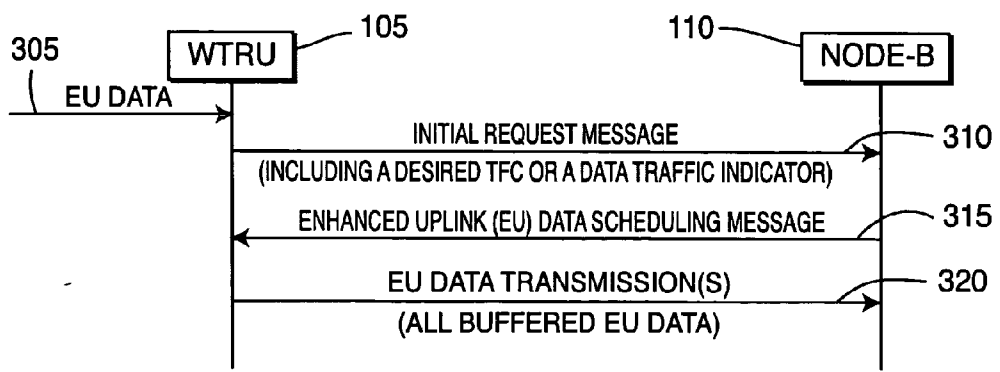 305
WTRU
105
110
NODE-B
EU DATA
INITIAL REQUEST MESSAGE
310
(INCLUDING A DESIRED TFC OR A DATA TRAFFIC INDICATOR)
ENHANCED UPLINK (EU) DATA SCHEDULING MESSAGE
315
EU DATA TRANSMISSION(S)
320
(ALL BUFFERED EU DATA)